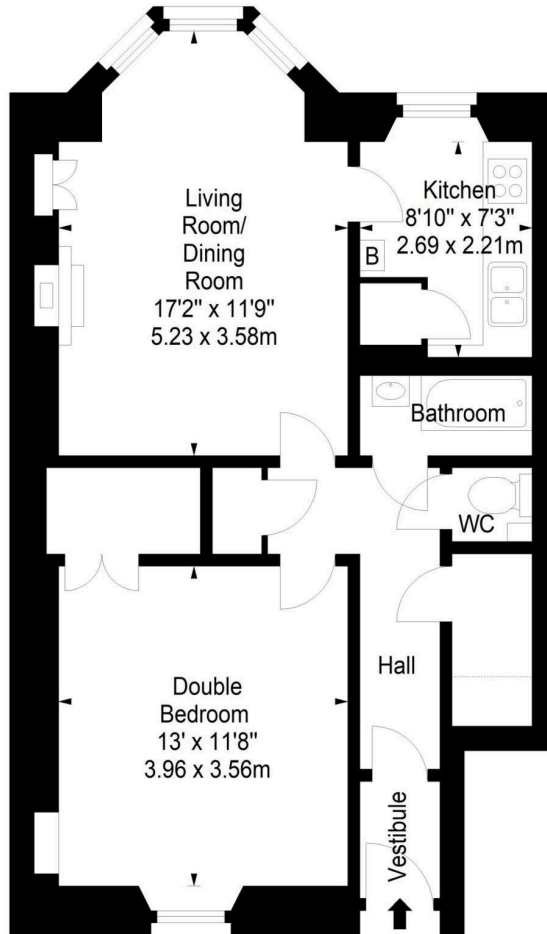 Living
Room/
Dining
Room
17'2" x 11'9"
5.23 x 3.58m
Kitchen
8'10" x 7'3"
2.69 x 2.21m
B
Bathroom
WC
Hall
Double
Bedroom
13' x 11'8"
3.96 x 3.56m
Vestibule